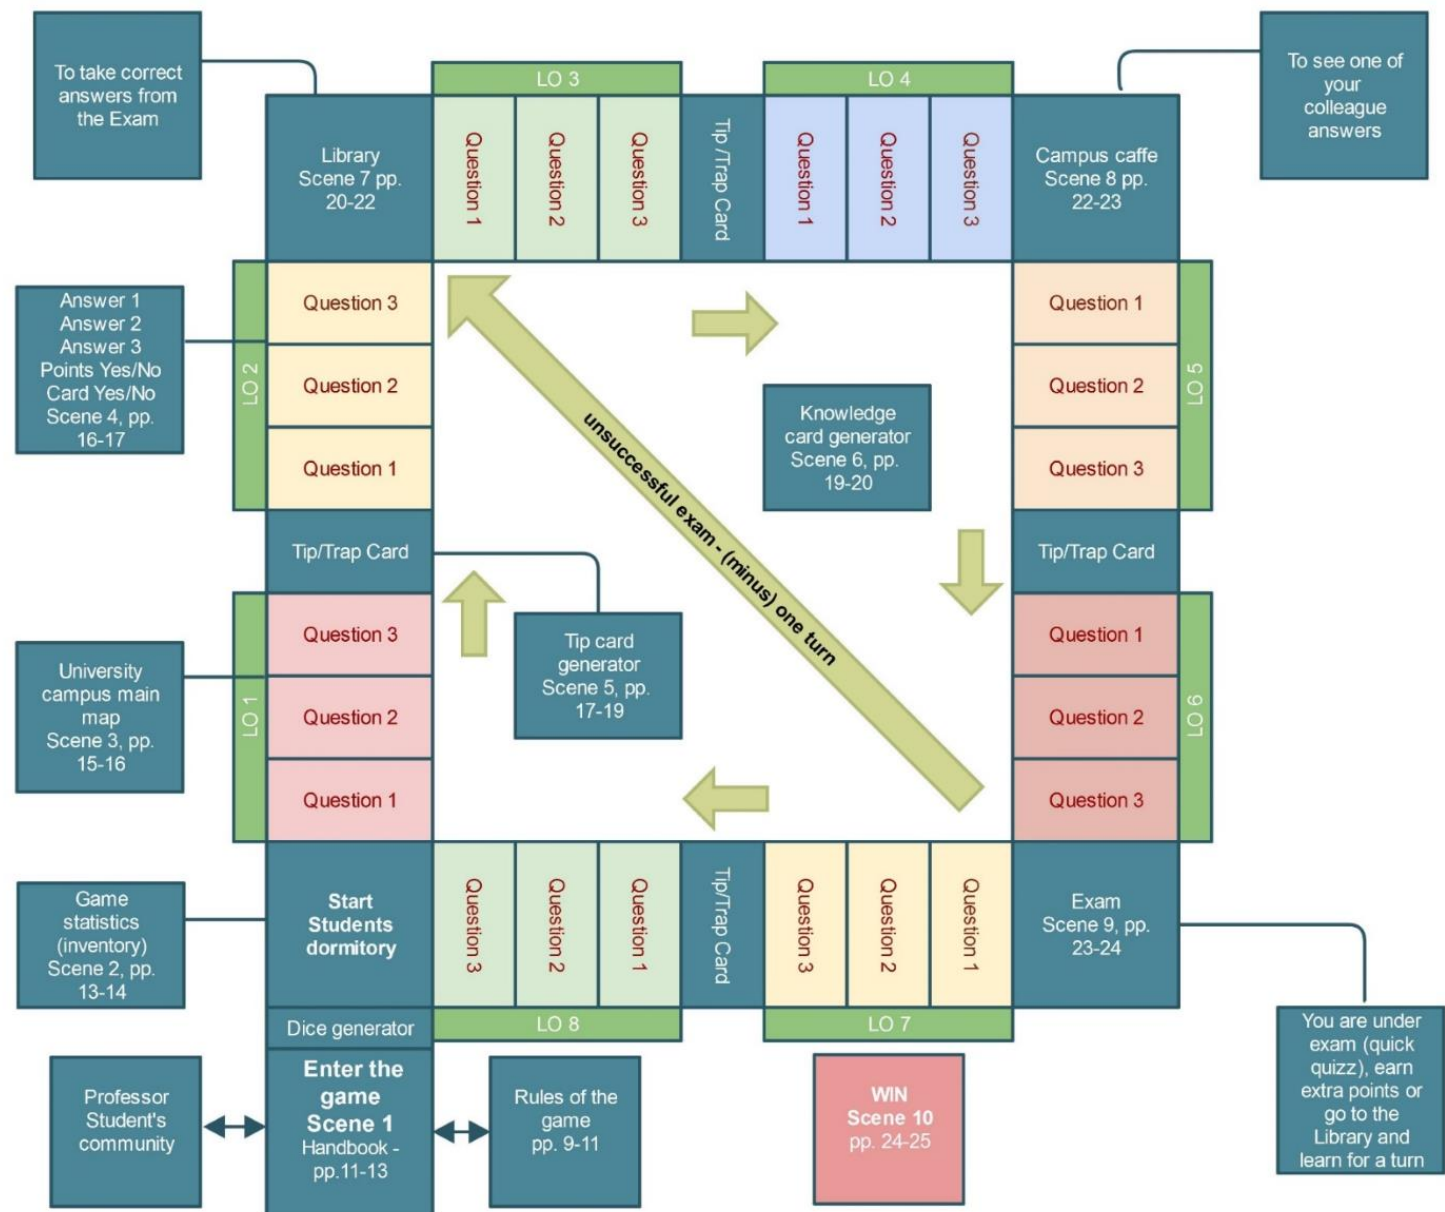 To take correct
answers from
the Exam
LO 3
LO 4
To see one of
your
colleague
answers
Library
Scene 7 pp.
20-22
Question 1
Question 2
Question 3
Tip /Trap Card
Question 1
Question 2
Question 3
Campus caffe
Scene 8 pp.
22-23
Answer 1
Answer 2
Answer 3
Points Yes/No
Card Yes/No
Scene 4, pp.
16-17
LO 2
Question 3
Question 2
Question 1
unsuccessful exam - (minus) one turn
Knowledge
card generator
Scene 6, pp.
19-20
Question 1
Question 2
Question 3
LO 5
Tip/Trap Card
Tip/Trap Card
University
campus main
map
Scene 3, pp.
15-16
LO 1
Question 3
Question 2
Question 1
Tip card
generator
Scene 5, pp.
17-19
Question 1
Question 2
Question 3
LO 6
Game
statistics
(inventory)
Scene 2, pp.
13-14
Start
Students
dormitory
Question 3
Question 2
Question 1
Tip/Trap Card
Question 3
Question 2
Question 1
Exam
Scene 9, pp.
23-24
Dice generator
LO 8
LO 7
You are under
exam (quick
quizz), earn
extra points or
go to the
Library and
learn for a turn
Professor
Student's
community
Enter the
game
Scene 1
Handbook -
pp.11-13
Rules of the
game
pp. 9-11
WIN
Scene 10
pp. 24-25